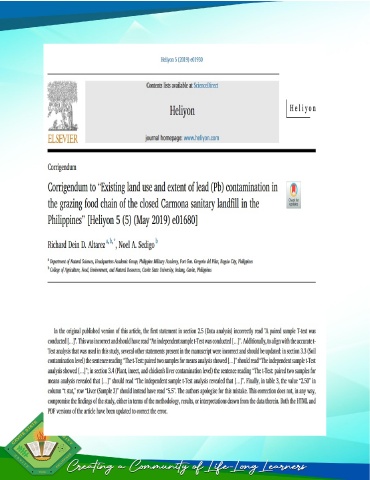 Heliyon 5 (2019) e01930
Contents lists available at ScienceDirect
Heliyon
Heliyon
journal homepage: www.heliyon.com
ELSEVIER
Corrigendum
Corrigendum to "Existing land use and extent of lead (Pb) contamination in
the grazing food chain of the closed Carmona sanitary landfill in the
Philippines" [Heliyon 5 (5) (May 2019) e01680]
Richard Dein D. Altarez a,b,*, Noel A. Sedigo b
a Department of Natural Sciences, Headquarters Academic Group, Philippine Military Academy, Fort Gen. Gregorio del Pilar, Baguio City, Philippines
b College of Agriculture, Food, Environment, and Natural Resources, Cavite State University, Indang, Cavite, Philippines
In the original published version of this article, the first statement in section 2.5 (Data analysis) incorrectly read "A paired sample T-test was
conducted […]". This was incorrect and should have read "An independent sample t-Test was conducted […]". Additionally, to align with the accurate t-
Test analysis that was used in this study, several other statements present in the manuscript were incorrect and should be updated: in section 3.3 (Soil
contamination level) the sentence reading "The t-Test: paired two samples for means analysis showed […]" should read "The independent sample t-Test
analysis showed […]"; in section 3.4 (Plant, insect, and chicken's liver contamination level) the sentence reading "The t-Test: paired two samples for
means analysis revealed that […]" should read "The independent sample t-Test analysis revealed that […]". Finally, in table 3, the value "2.50" in
column "t stat," row "Liver (Sample 3)" should instead have read "5.5". The authors apologize for this mistake. This correction does not, in any way,
compromise the findings of the study, either in terms of the methodology, results, or interpretations drawn from the data therein. Both the HTML and
PDF versions of the article have been updated to correct the error.
Creating a Community of Life-Long Learners